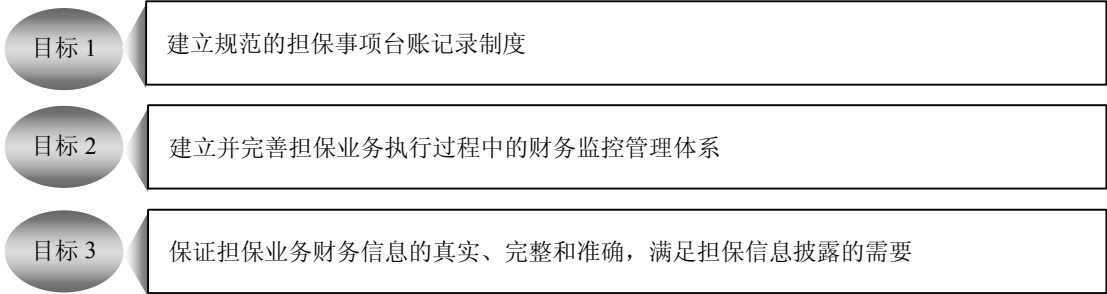 目标 1 建立规范的担保事项台账记录制度
目标 2 建立并完善担保业务执行过程中的财务监控管理体系
目标 3 保证担保业务财务信息的真实、完整和准确，满足担保信息披露的需要